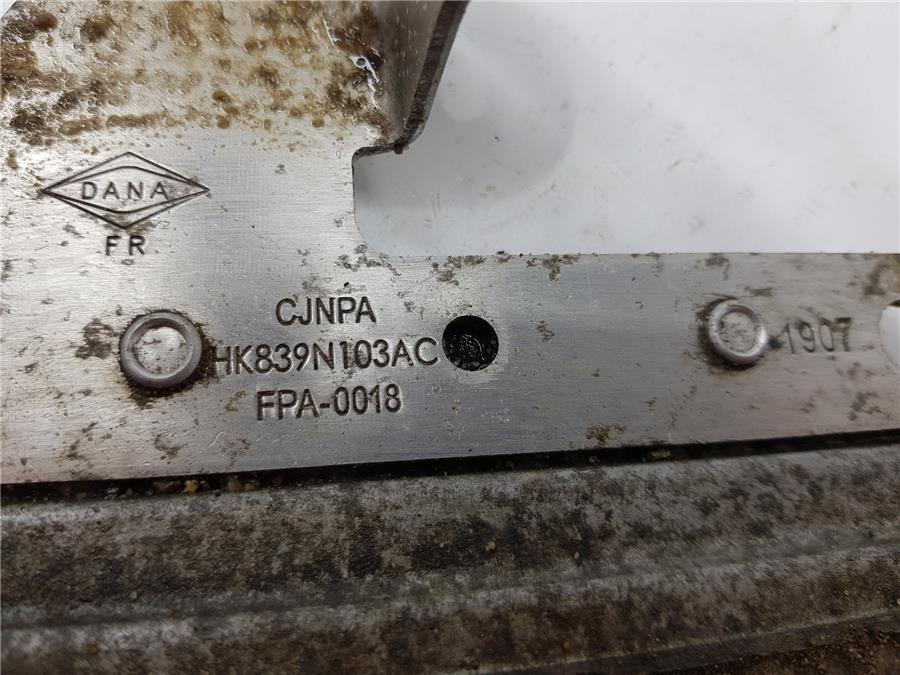 DANA
FR
CJNPA
HK839N103AC
FPA-0018
1907